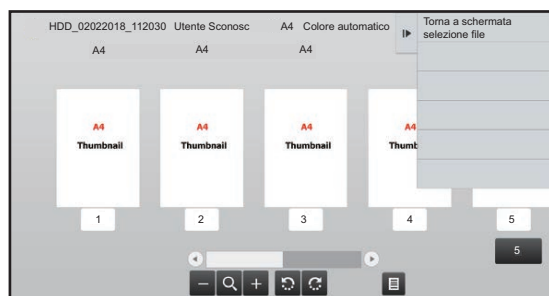 HDD_02022018_112030 Utente Sconosc A4 Colore automatico
Torna a schermata
selezione file
A4 A4 A4
A4 A4 A4 A4
Thumbnail Thumbnail Thumbnail Thumb
1 2 3 4 5
5